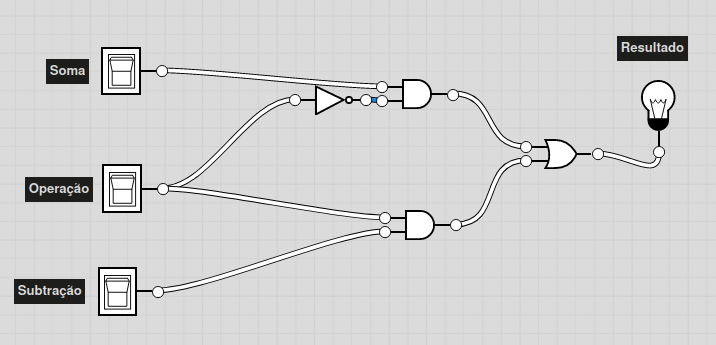 Resultado
Soma
Operação
Subtração